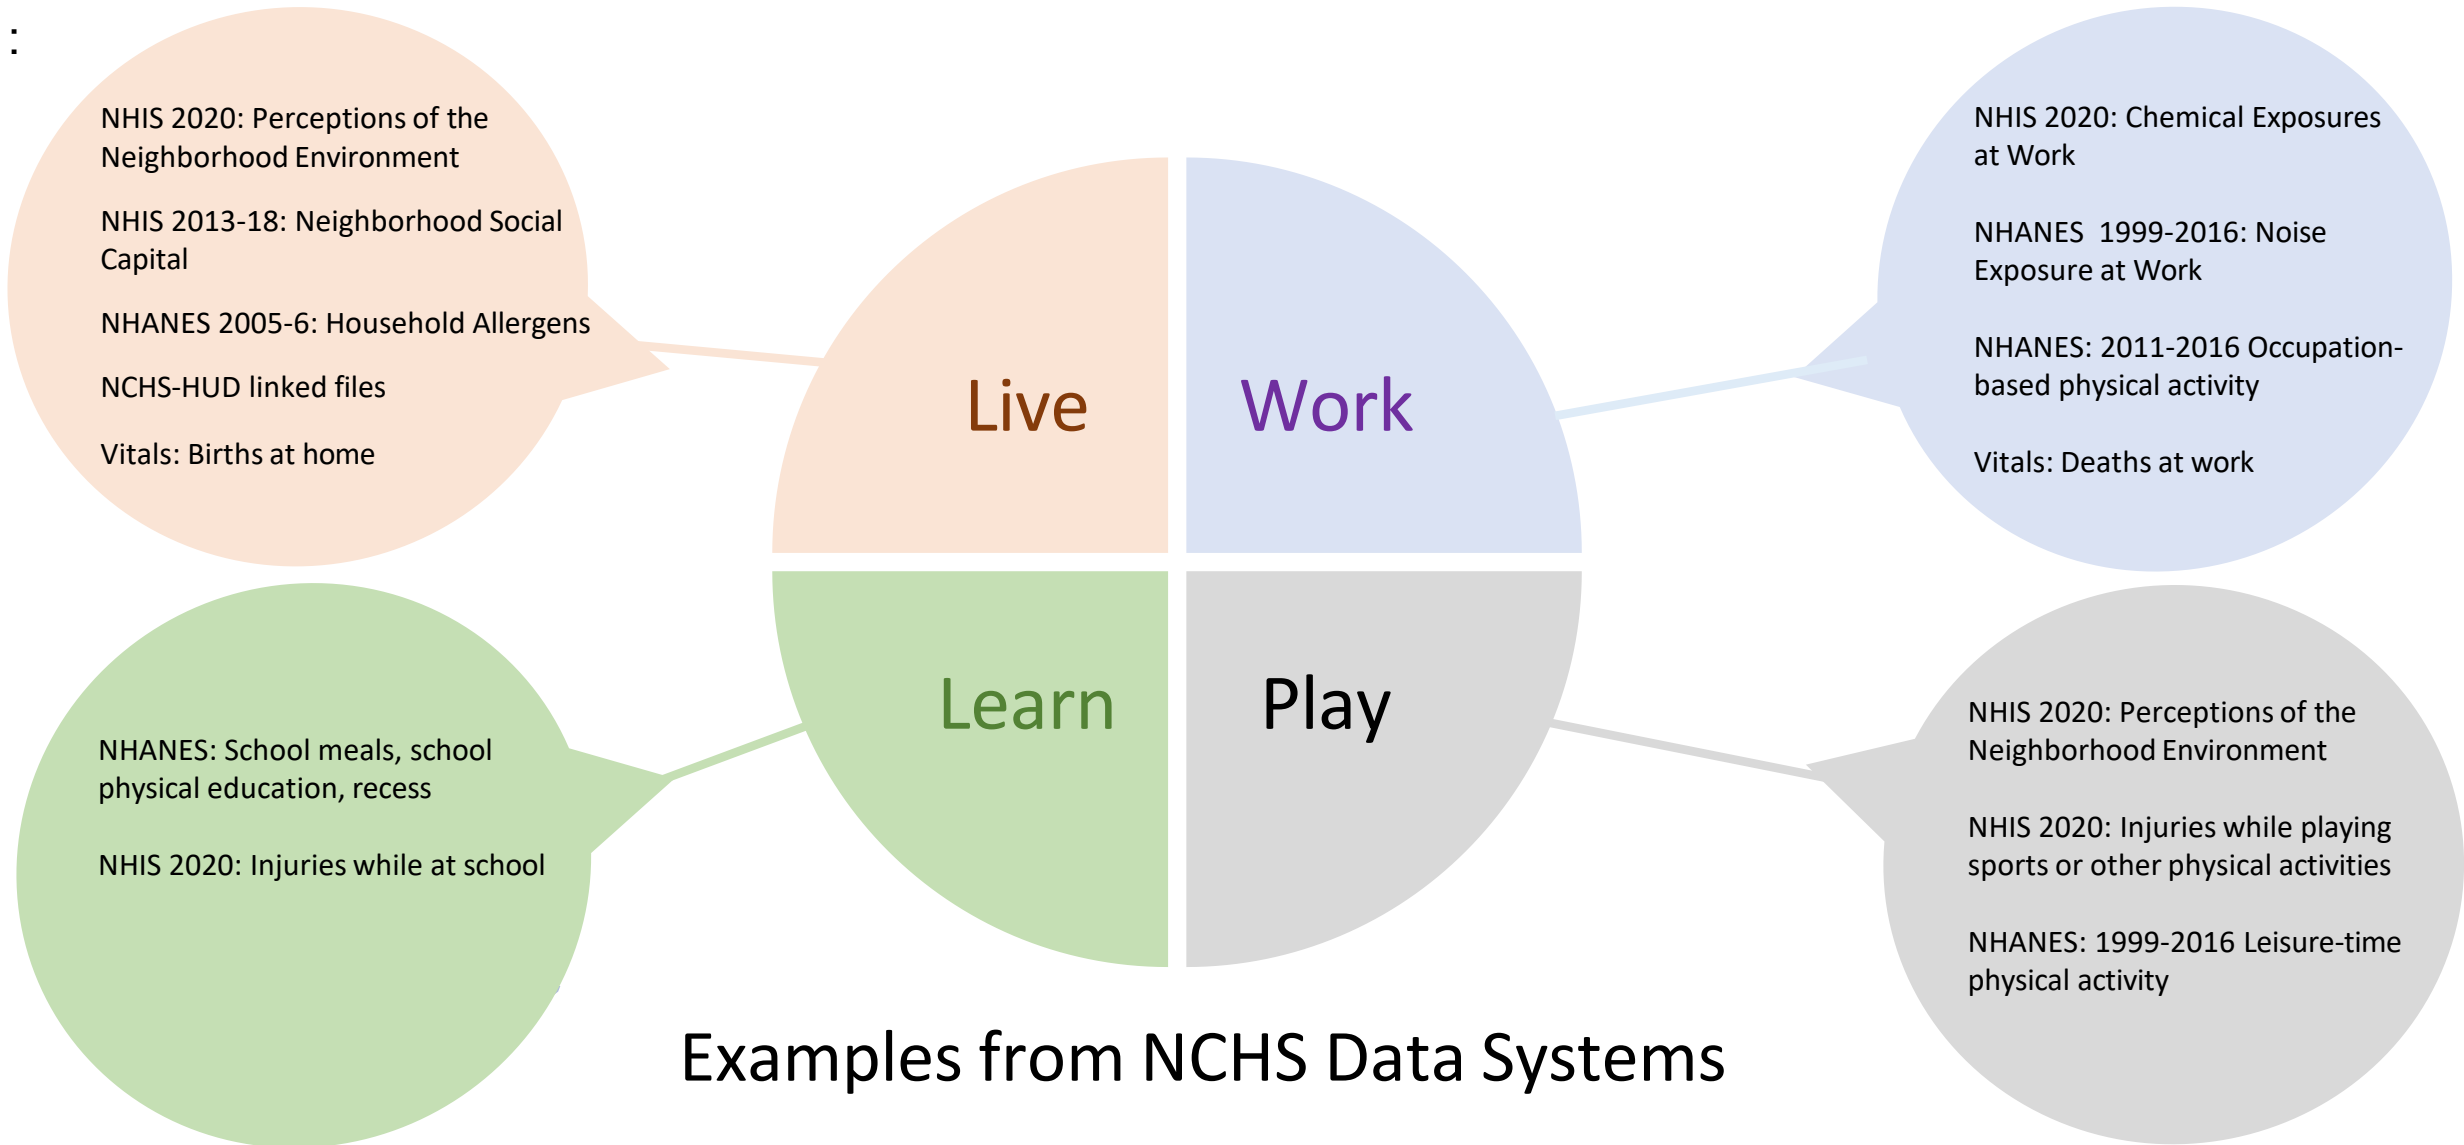 :
NHIS 2020: Perceptions of the
Neighborhood Environment
NHIS 2013-18: Neighborhood Social
Capital
NHANES 2005-6: Household Allergens
NCHS-HUD linked files
Vitals: Births at home
NHIS 2020: Chemical Exposures
at Work
NHANES  1999-2016: Noise
Exposure at Work
NHANES: 2011-2016 Occupation-
based physical activity
Vitals: Deaths at work
Live
Work
Learn
Play
NHANES: School meals, school
physical education, recess
NHIS 2020: Injuries while at school
NHIS 2020: Perceptions of the
Neighborhood Environment
NHIS 2020: Injuries while playing
sports or other physical activities
NHANES: 1999-2016 Leisure-time
physical activity
Examples from NCHS Data Systems